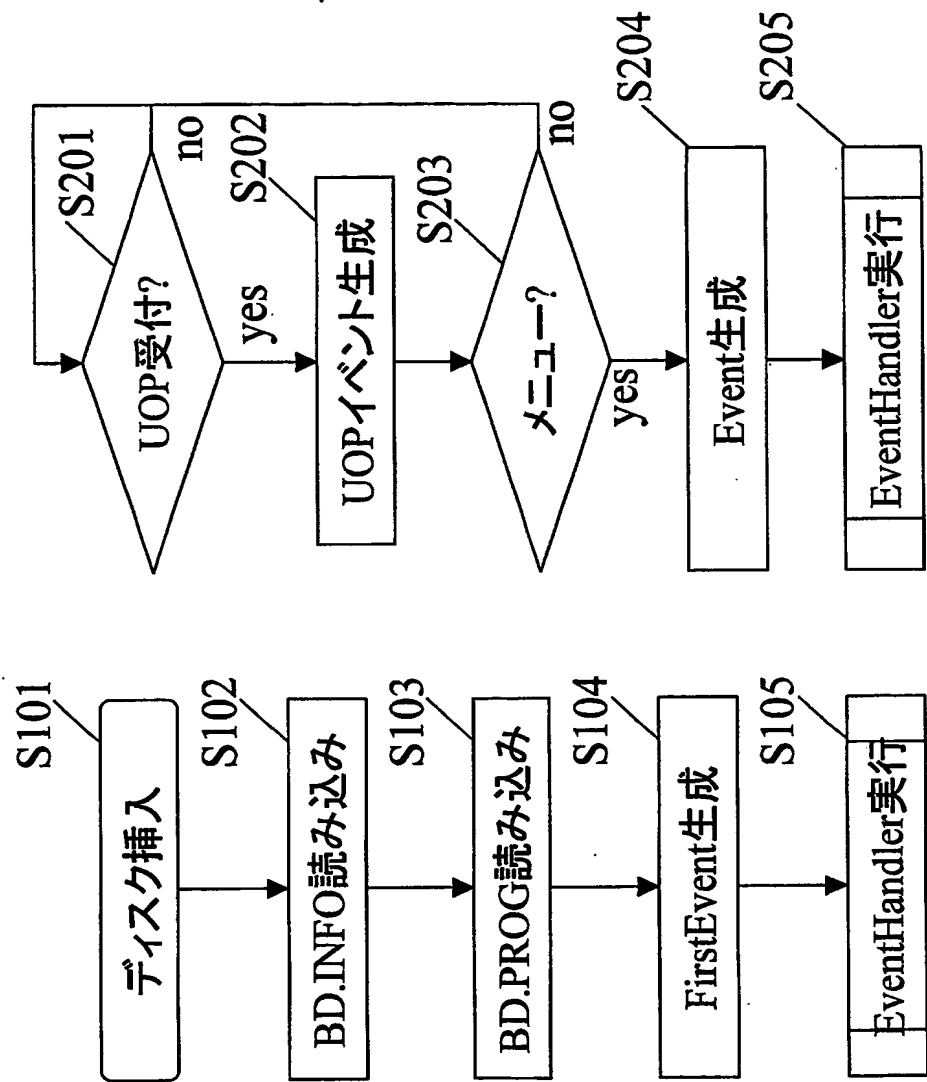 S101
ディスク挿入
S102
BD.INFO読み込み
S103
BD.PROG読み込み
S104
FirstEvent生成
S105
EventHandler実行
S201
UOP受付?
no
yes
S202
UOPイベント生成
S203
メニュー?
no
yes
S204
Event生成
S205
EventHandler実行